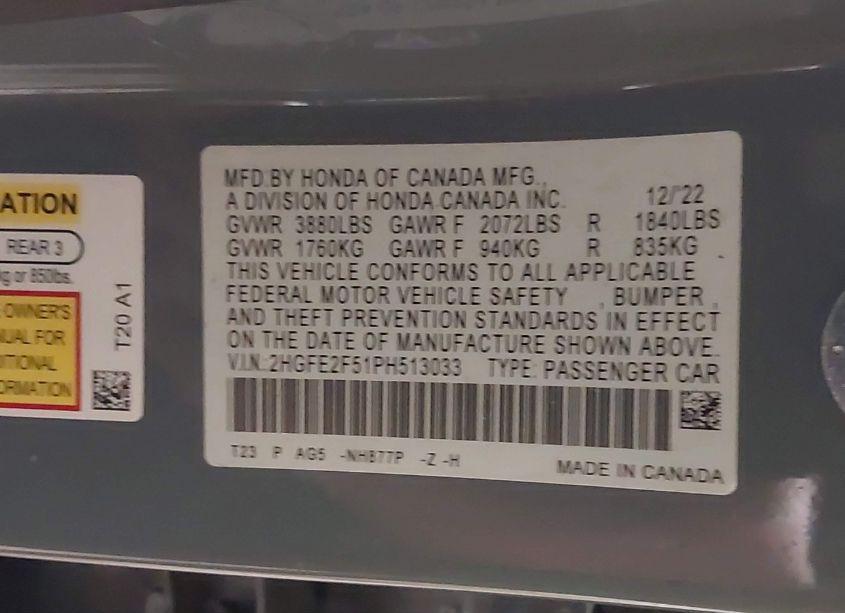 ATION
REAR 3
kg or 850lbs.
OWNER'S
NUAL FOR
ITIONAL
ORMATION
T20 A1
MFD.BY HONDA OF CANADA MFG.,
A DIVISION OF HONDA CANADA INC. 12/'22
GVWR 3880LBS GAWR F 2072LBS R 1840LBS
GVWR 1760KG GAWR F 940KG R 835KG
THIS VEHICLE CONFORMS TO ALL APPLICABLE
FEDERAL MOTOR VEHICLE SAFETY , BUMPER ,
AND THEFT PREVENTION STANDARDS IN EFFECT
ON THE DATE OF MANUFACTURE SHOWN ABOVE.
V.I.N.:2HGFE2F51PH513033 TYPE: PASSENGER CAR
T23 P AG5 -NH877P -Z -H
MADE IN CANADA